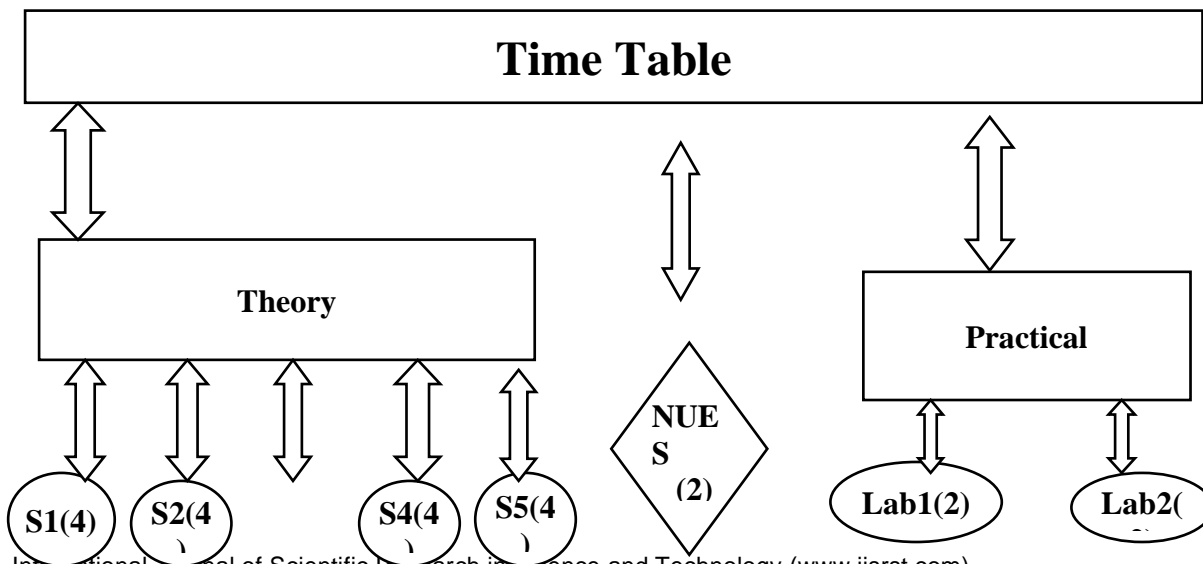 Time Table
Theory
Practical
NUE
S
(2)
S1(4)
S2(4
)
S4(4
)
S5(4
)
Lab1(2)
Lab2(